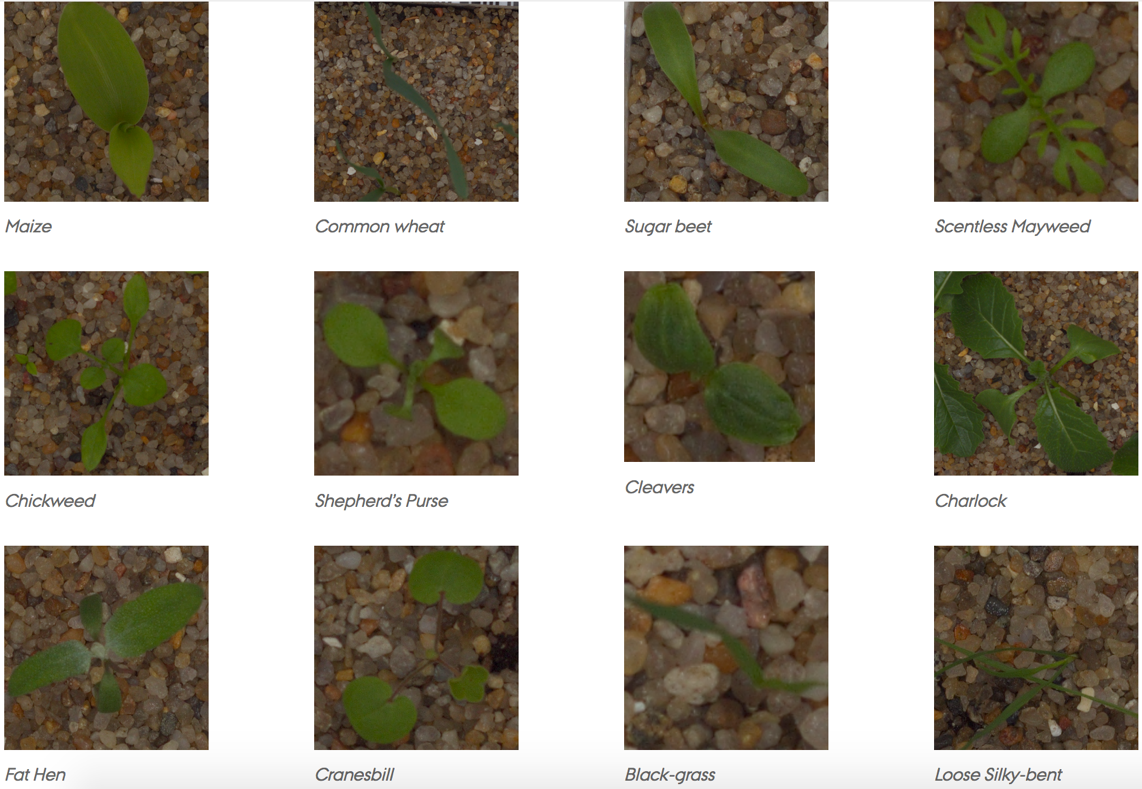 Maize
Common wheat
Sugar beet
Scentless Mayweed
Chickweed
Shepherd's Purse
Cleavers
Charlock
Fat Hen
Cranesbill
Black-grass
Loose Silky-bent